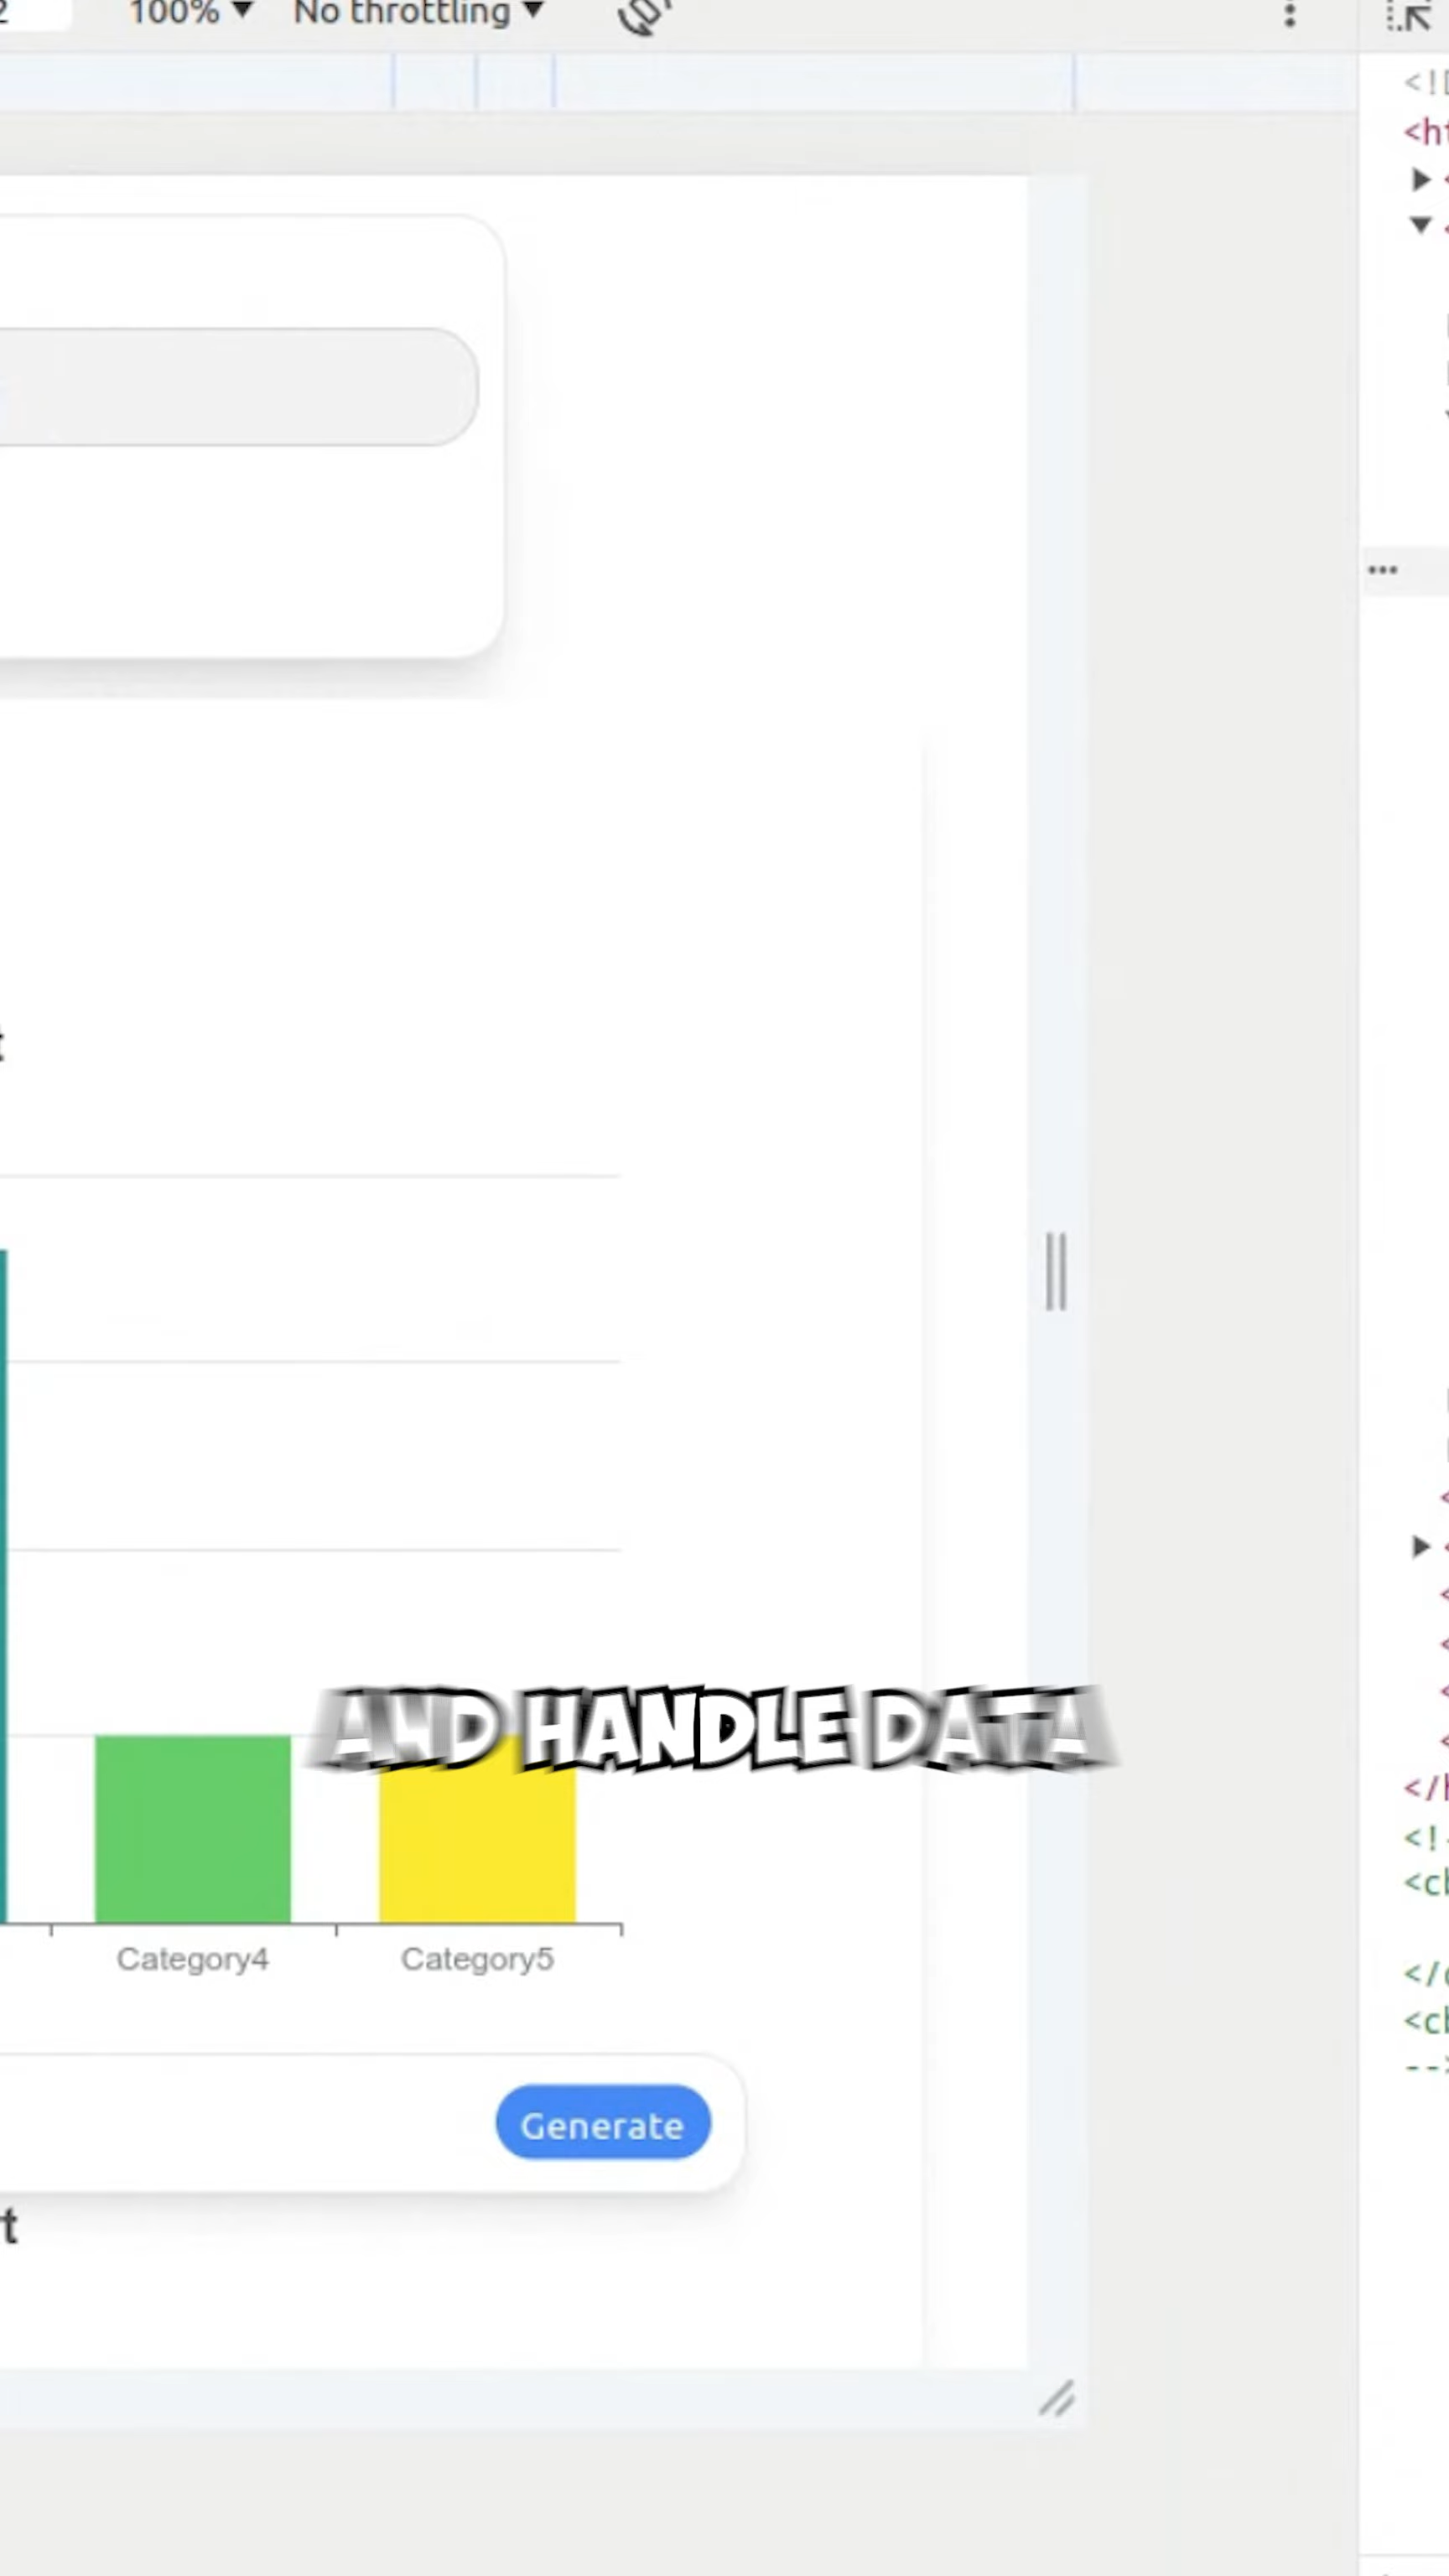 100% No throttling
AND HANDLE DATA
Category4 Category5
Generate